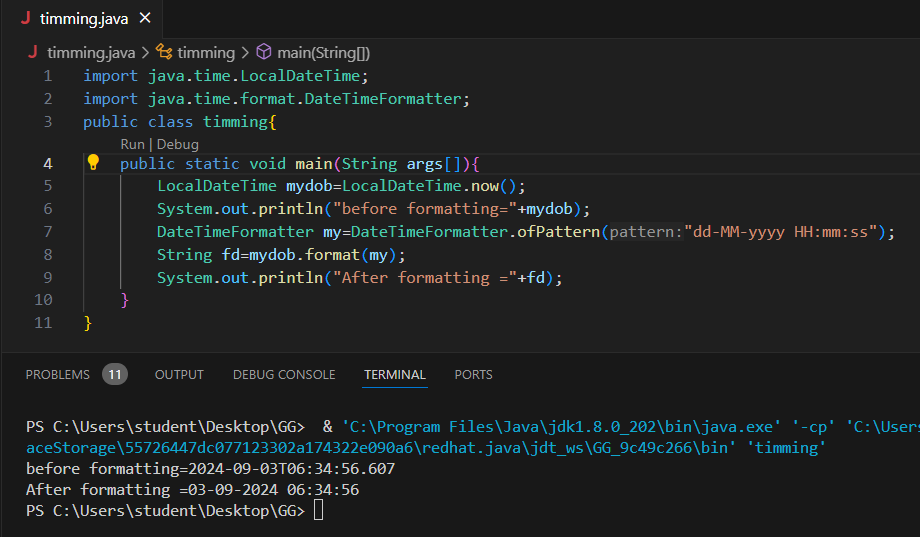 J timming.java ×
J timming.java > timming > main(String[])
1 import java.time.LocalDateTime;
2 import java.time.format.DateTimeFormatter;
3 public class timming{
Run | Debug
4 public static void main(String args[]){
5 LocalDateTime mydob=LocalDateTime.now();
6 System.out.println("before formatting="+mydob);
7 DateTimeFormatter my=DateTimeFormatter.ofPattern(pattern:"dd-MM-yyyy HH:mm:ss");
8 String fd=mydob.format(my);
9 System.out.println("After formatting ="+fd);
10 }
11 }
PROBLEMS 11 OUTPUT DEBUG CONSOLE TERMINAL PORTS
PS C:\Users\student\Desktop\GG>  & 'C:\Program Files\Java\jdk1.8.0_202\bin\java.exe' '-cp' 'C:\Users
aceStorage\55726447dc077123302a174322e090a6\redhat.java\jdt_ws\GG_9c49c266\bin' 'timming'
before formatting=2024-09-03T06:34:56.607
After formatting =03-09-2024 06:34:56
PS C:\Users\student\Desktop\GG>